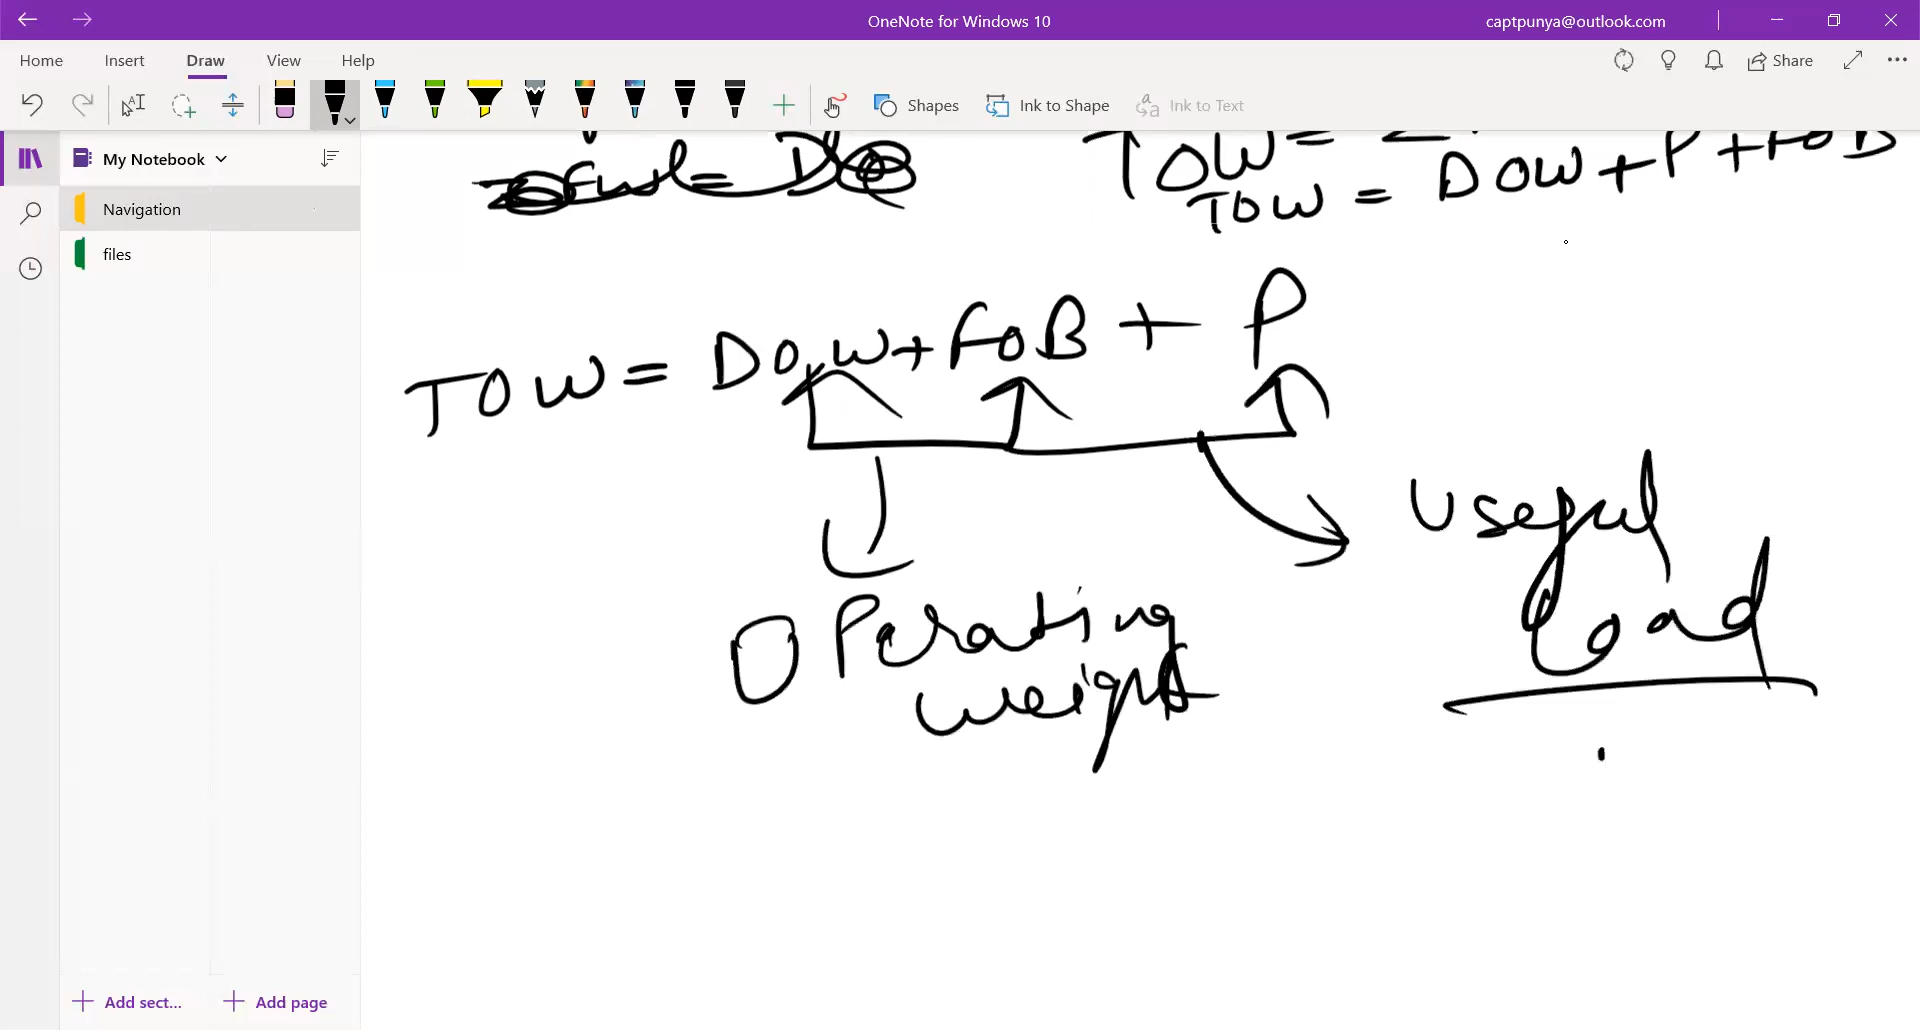 OneNote for Windows 10
captpunya@outlook.com
Home Insert Draw View Help
Share
Shapes Ink to Shape Ink to Text
My Notebook
Navigation
files
Add sect...
Add page
Fuel = D
TOW =
DOW + P + FOB
TOW =
TOW = DOW + FOB + P
Useful
Load
Operating
weight